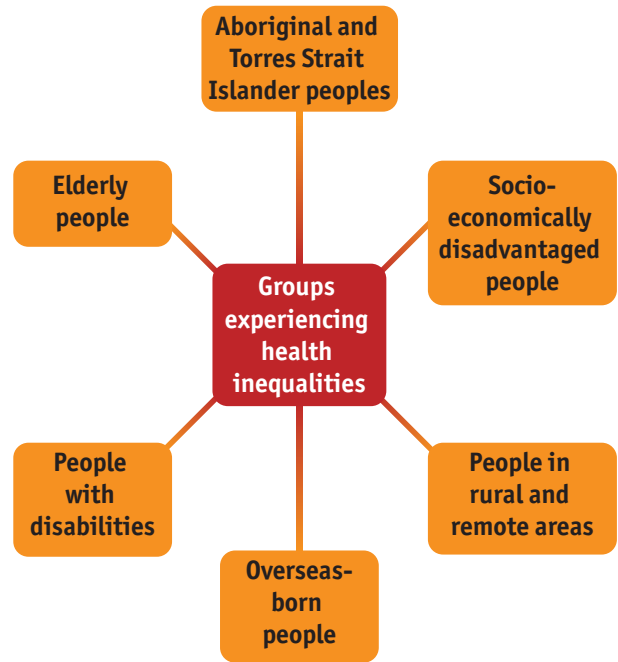 Aboriginal and
Torres Strait
Islander peoples
Elderly
people
Socio-
economically
disadvantaged
people
Groups
experiencing
health
inequalities
People
with
disabilities
People in
rural and
remote areas
Overseas-
born
people